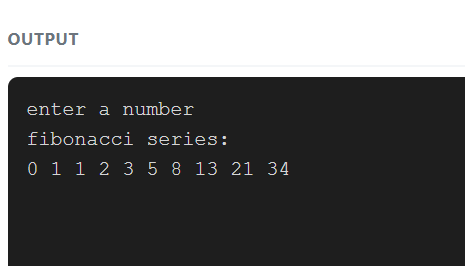 OUTPUT
enter a number
fibonacci series:
0 1 1 2 3 5 8 13 21 34